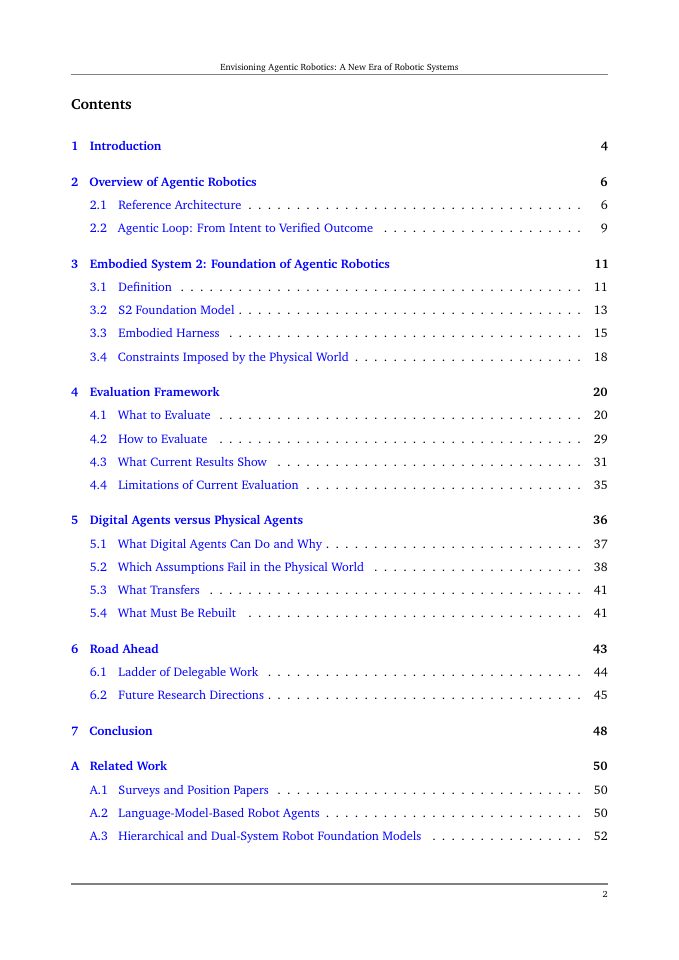 Envisioning Agentic Robotics: A New Era of Robotic Systems
Contents
1 Introduction 4
2 Overview of Agentic Robotics 6
2.1 Reference Architecture . . . . . . . . . . . . . . . . . . . . . . . . . . . . . . . . . . . 6
2.2 Agentic Loop: From Intent to Verified Outcome . . . . . . . . . . . . . . . . . . . . . 9
3 Embodied System 2: Foundation of Agentic Robotics 11
3.1 Definition . . . . . . . . . . . . . . . . . . . . . . . . . . . . . . . . . . . . . . . . . . 11
3.2 S2 Foundation Model . . . . . . . . . . . . . . . . . . . . . . . . . . . . . . . . . . . . 13
3.3 Embodied Harness . . . . . . . . . . . . . . . . . . . . . . . . . . . . . . . . . . . . . 15
3.4 Constraints Imposed by the Physical World . . . . . . . . . . . . . . . . . . . . . . . . 18
4 Evaluation Framework 20
4.1 What to Evaluate . . . . . . . . . . . . . . . . . . . . . . . . . . . . . . . . . . . . . . 20
4.2 How to Evaluate . . . . . . . . . . . . . . . . . . . . . . . . . . . . . . . . . . . . . . 29
4.3 What Current Results Show . . . . . . . . . . . . . . . . . . . . . . . . . . . . . . . . 31
4.4 Limitations of Current Evaluation . . . . . . . . . . . . . . . . . . . . . . . . . . . . . 35
5 Digital Agents versus Physical Agents 36
5.1 What Digital Agents Can Do and Why . . . . . . . . . . . . . . . . . . . . . . . . . . . 37
5.2 Which Assumptions Fail in the Physical World . . . . . . . . . . . . . . . . . . . . . . 38
5.3 What Transfers . . . . . . . . . . . . . . . . . . . . . . . . . . . . . . . . . . . . . . . 41
5.4 What Must Be Rebuilt . . . . . . . . . . . . . . . . . . . . . . . . . . . . . . . . . . . 41
6 Road Ahead 43
6.1 Ladder of Delegable Work . . . . . . . . . . . . . . . . . . . . . . . . . . . . . . . . . 44
6.2 Future Research Directions . . . . . . . . . . . . . . . . . . . . . . . . . . . . . . . . . 45
7 Conclusion 48
A Related Work 50
A.1 Surveys and Position Papers . . . . . . . . . . . . . . . . . . . . . . . . . . . . . . . . 50
A.2 Language-Model-Based Robot Agents . . . . . . . . . . . . . . . . . . . . . . . . . . . 50
A.3 Hierarchical and Dual-System Robot Foundation Models . . . . . . . . . . . . . . . . 52
2